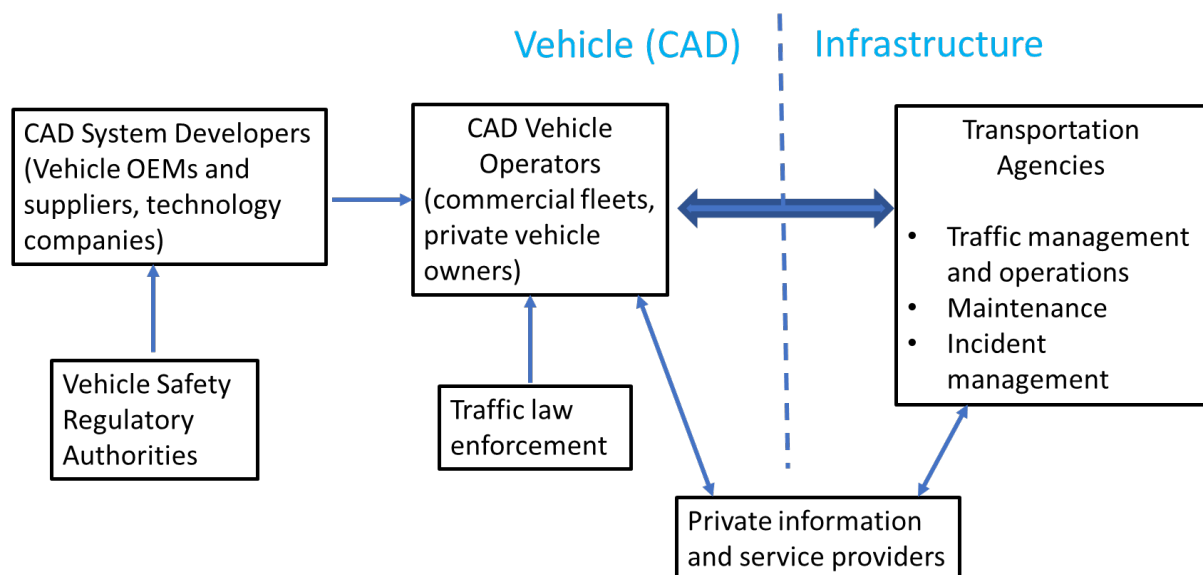 Vehicle (CAD)
Infrastructure
CAD System Developers
(Vehicle OEMs and
suppliers, technology
companies)
CAD Vehicle
Operators
(commercial fleets,
private vehicle
owners)
Transportation
Agencies
• Traffic management
and operations
• Maintenance
• Incident
management
Vehicle Safety
Regulatory
Authorities
Traffic law
enforcement
Private information
and service providers